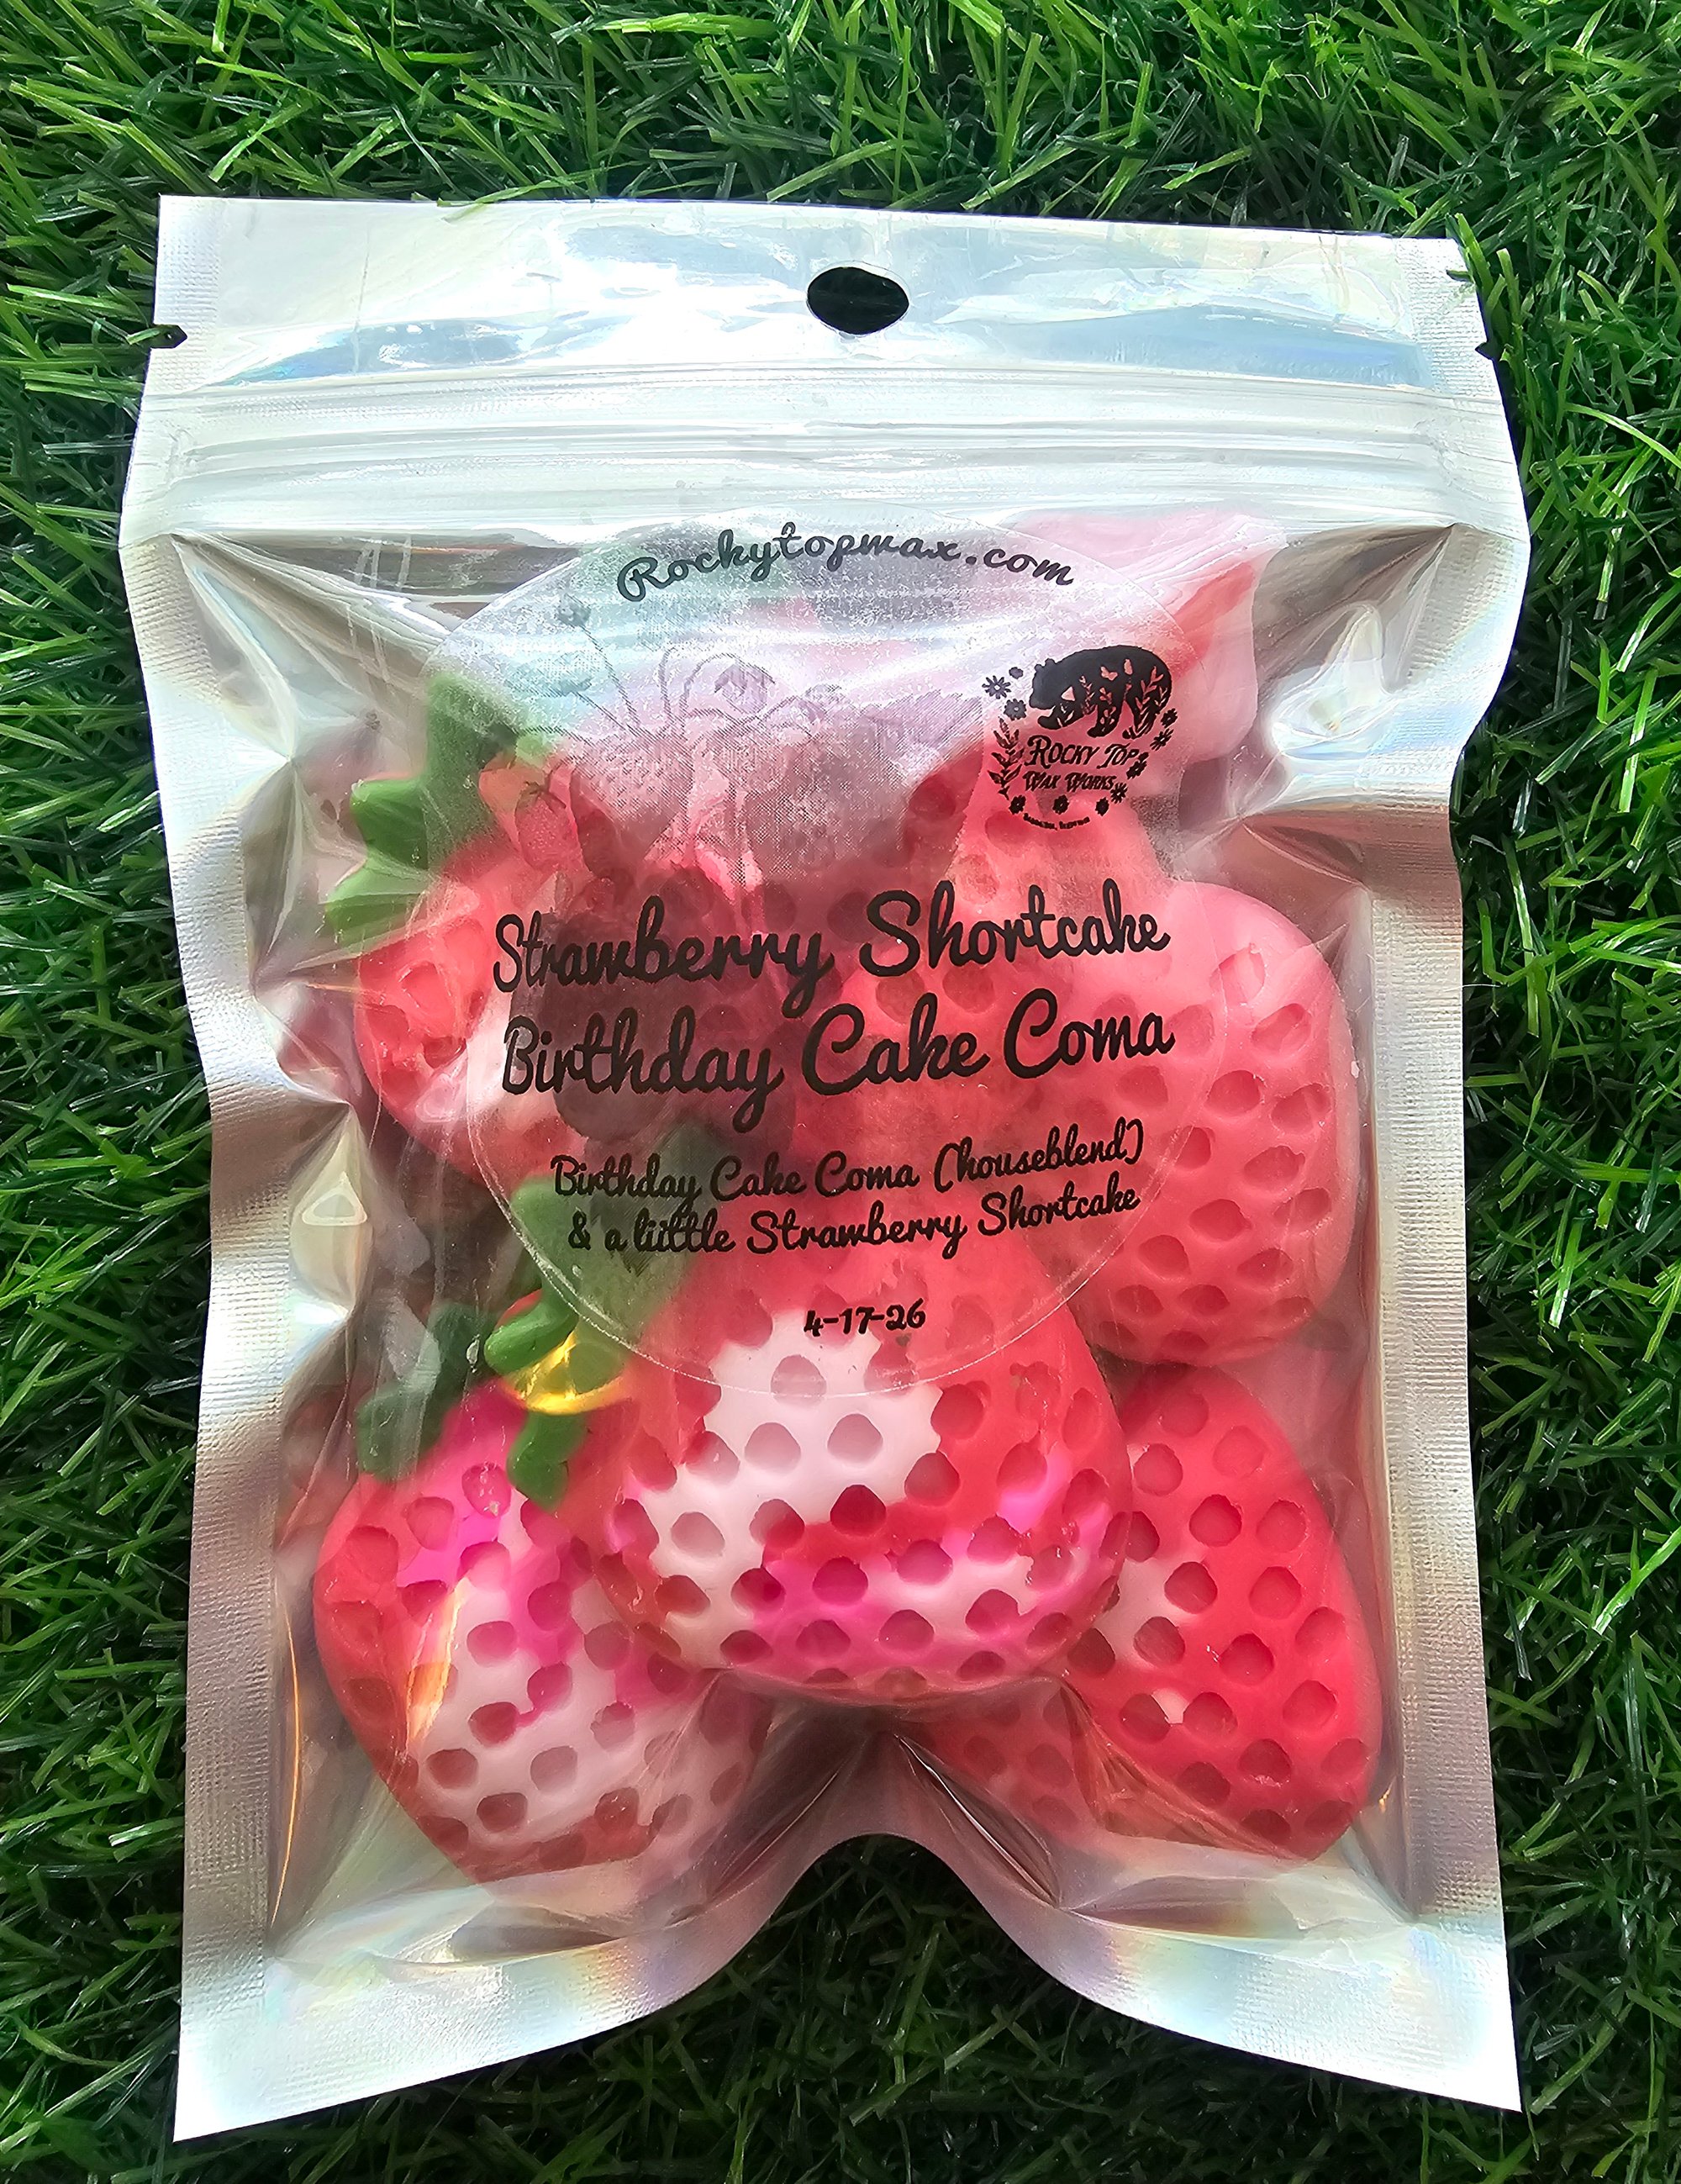 Rockytopwax.com
Rocky Top
Wax Works
Strawberry Shortcake
Birthday Cake Coma
Birthday Cake Coma (houseblend)
& a liittle Strawberry Shortcake
4-17-26